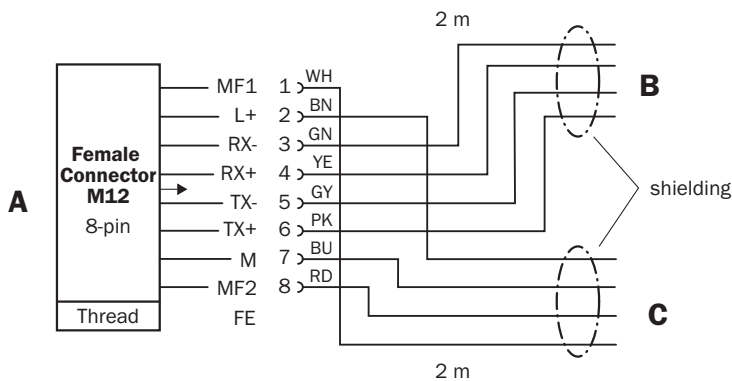 2 m
A
Female
Connector
M12
8-pin
Thread
MF1 1 WH
L+ 2 BN
RX- 3 GN
RX+ 4 YE
TX- 5 GY
TX+ 6 PK
M 7 BU
MF2 8 RD
FE
B
shielding
C
2 m